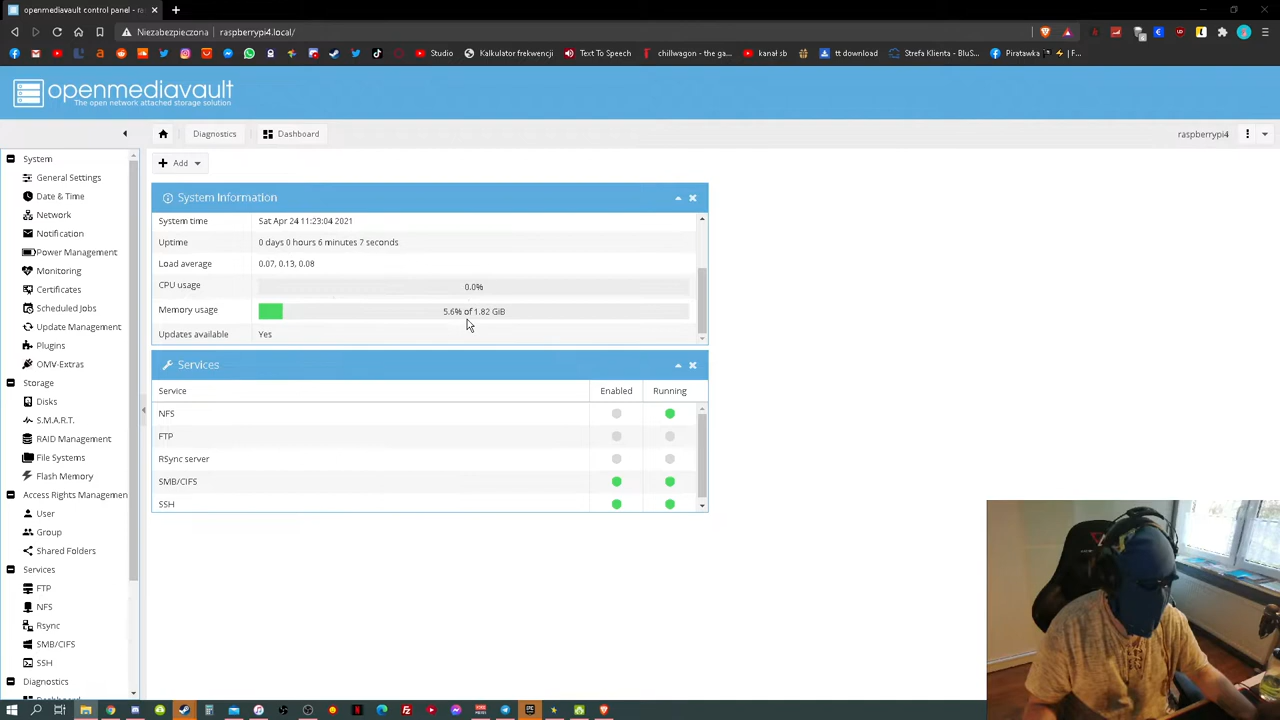 openmediavault control panel - ra
Niezabezpieczona
raspberrypi4.local/
Studio
Kalkulator frekwencji
Text To Speech
chillwagon - the ga...
kanał sb
tt download
Strefa Klienta - BluS...
Piratawka
| F...
openmediavault
The open network attached storage solution
Diagnostics
Dashboard
raspberrypi4
Add
System
General Settings
Date & Time
Network
Notification
Power Management
Monitoring
Certificates
Scheduled Jobs
Update Management
Plugins
OMV-Extras
Storage
Disks
S.M.A.R.T.
RAID Management
File Systems
Flash Memory
Access Rights Managemen
User
Group
Shared Folders
Services
FTP
NFS
Rsync
SMB/CIFS
SSH
Diagnostics
System Information
System time Sat Apr 24 11:23:04 2021
Uptime 0 days 0 hours 6 minutes 7 seconds
Load average 0.07, 0.13, 0.08
CPU usage 0.0%
Memory usage 5.6% of 1.82 GiB
Updates available Yes
Services
Service Enabled Running
NFS
FTP
RSync server
SMB/CIFS
SSH